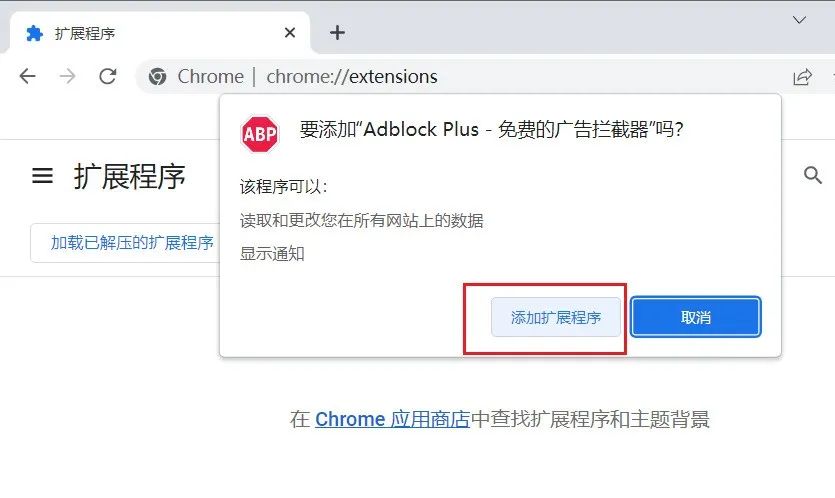 扩展程序
Chrome | chrome://extensions
ABP 要添加“Adblock Plus - 免费的广告拦截器”吗?
该程序可以：
读取和更改您在所有网站上的数据
显示通知
添加扩展程序 取消
扩展程序
加载已解压的扩展程序
在 Chrome 应用商店中查找扩展程序和主题背景